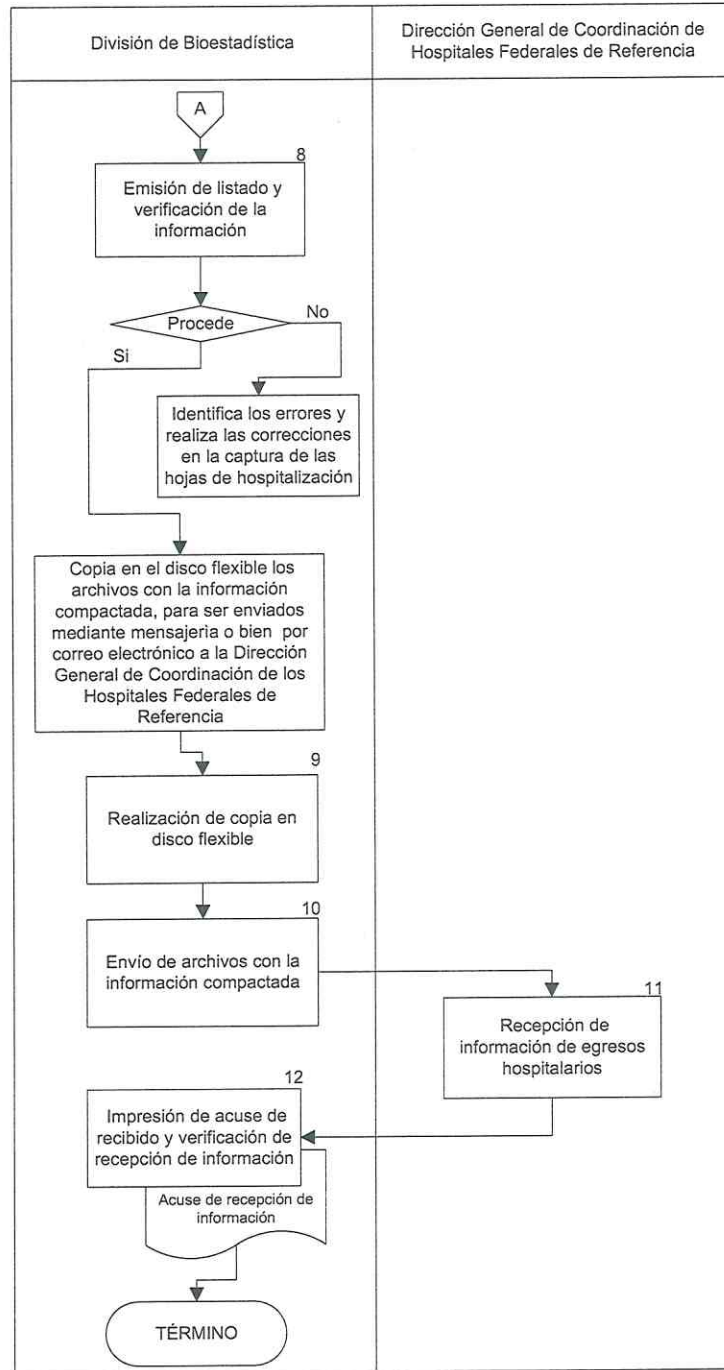 División de Bioestadística
Dirección General de Coordinación de
Hospitales Federales de Referencia
A
8
Emisión de listado y
verificación de la
información
Procede
No
Si
Identifica los errores y
realiza las correcciones
en la captura de las
hojas de hospitalización
Copia en el disco flexible los
archivos con la información
compactada, para ser enviados
mediante mensajería o bien por
correo electrónico a la Dirección
General de Coordinación de los
Hospitales Federales de
Referencia
9
Realización de copia en
disco flexible
10
Envío de archivos con la
información compactada
11
Recepción de
información de egresos
hospitalarios
12
Impresión de acuse de
recibido y verificación de
recepción de información
Acuse de recepción de
información
TÉRMINO